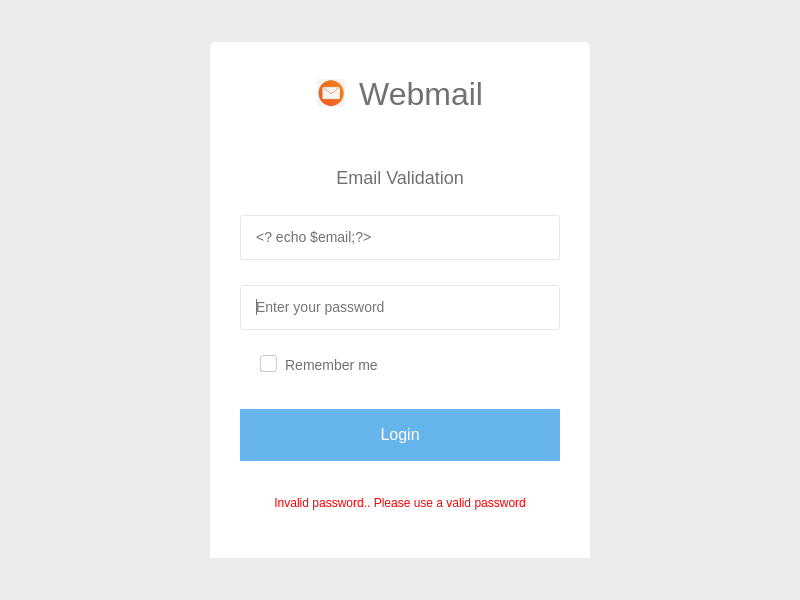 Webmail
Email Validation
<? echo $email;?>
Enter your password
Remember me
Login
Invalid password.. Please use a valid password